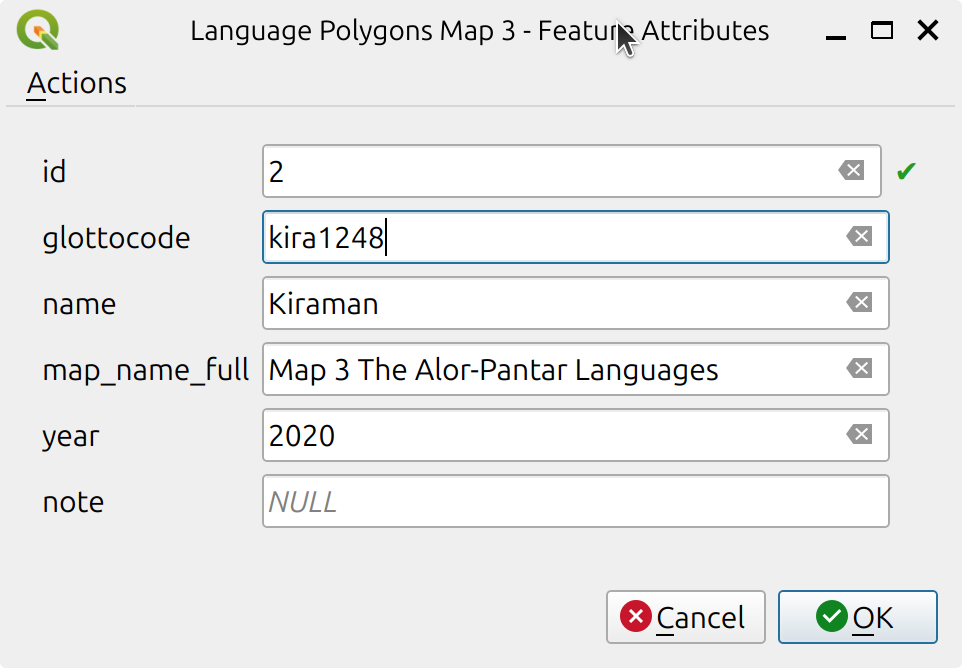 Language Polygons Map 3 - Feature Attributes
Actions
id 2
glottocode kira1248
name Kiraman
map_name_full Map 3 The Alor-Pantar Languages
year 2020
note NULL
Cancel OK